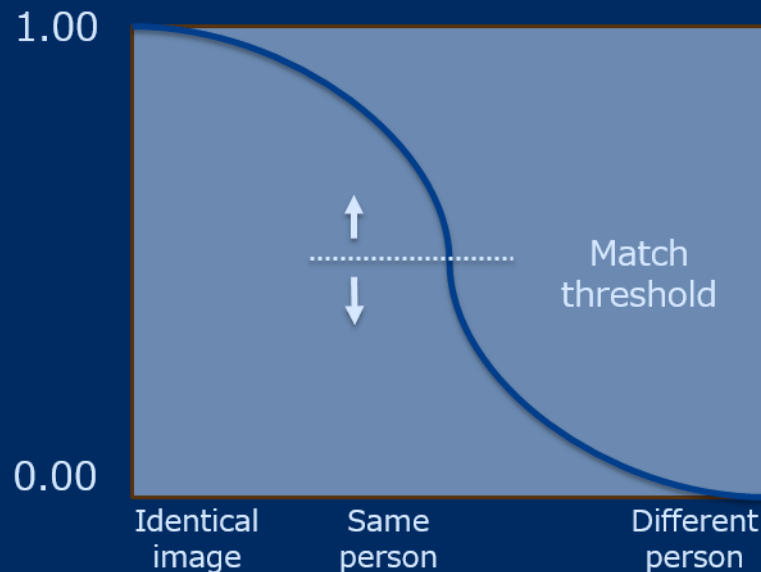 1.00
Match
threshold
0.00
Identical
image
Same
person
Different
person